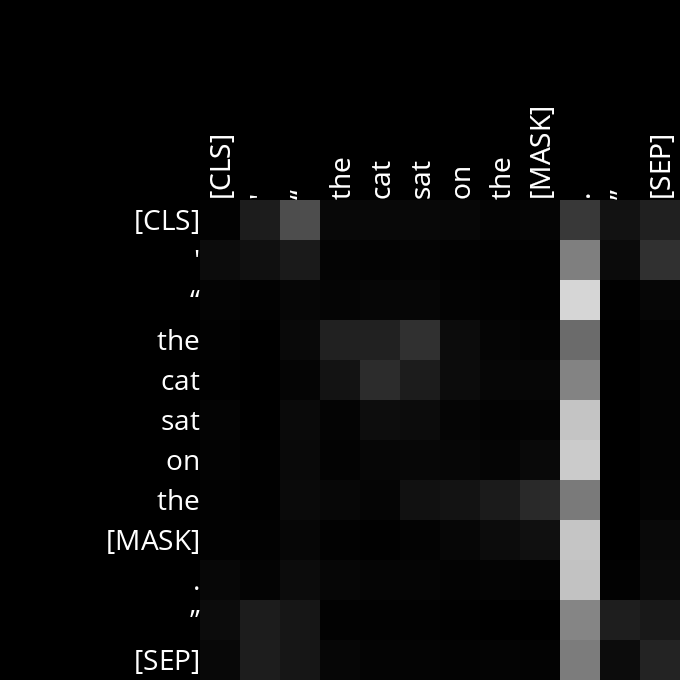 [CLS] ' “ the cat sat on the [MASK] . ” [SEP]
[CLS]
'
“
the
cat
sat
on
the
[MASK]
.
”
[SEP]